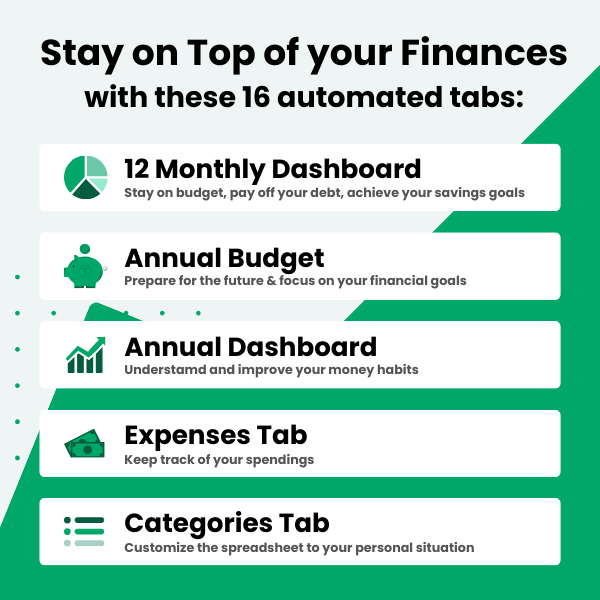 Stay on Top of your Finances
with these 16 automated tabs:
12 Monthly Dashboard
Stay on budget, pay off your debt, achieve your savings goals
Annual Budget
Prepare for the future & focus on your financial goals
Annual Dashboard
Understamd and improve your money habits
Expenses Tab
Keep track of your spendings
Categories Tab
Customize the spreadsheet to your personal situation